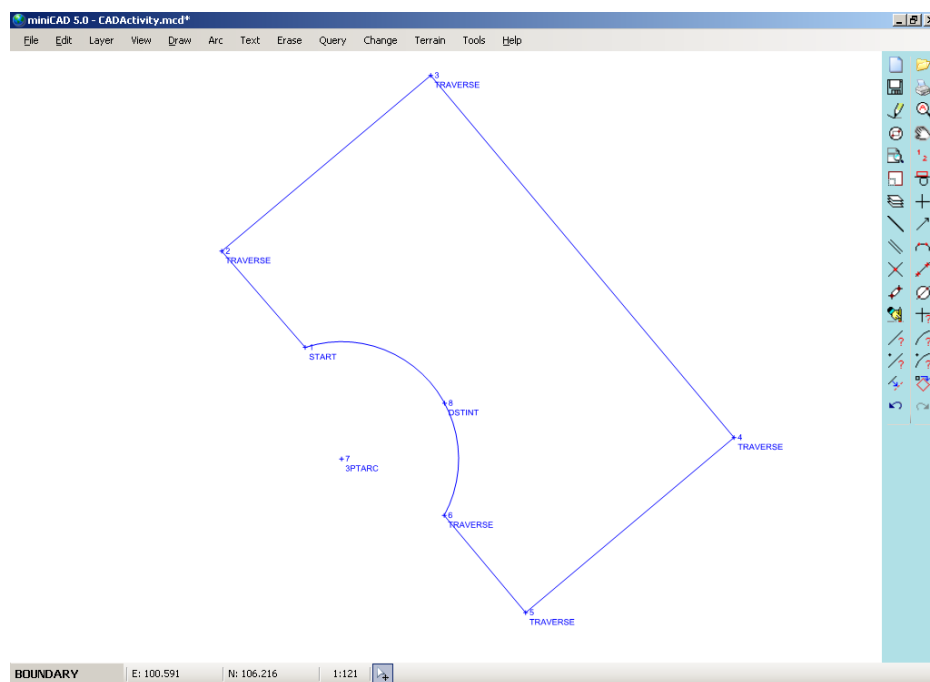 miniCAD 5.0 - CADActivity.mcd*
File Edit Layer View Draw Arc Text Erase Query Change Terrain Tools Help
3
TRAVERSE
2
TRAVERSE
1
START
8
DSTINT
4
TRAVERSE
7
3PTARC
6
TRAVERSE
5
TRAVERSE
1 2
? ?
? ?
?
BOUNDARY E: 100.591 N: 106.216 1:121